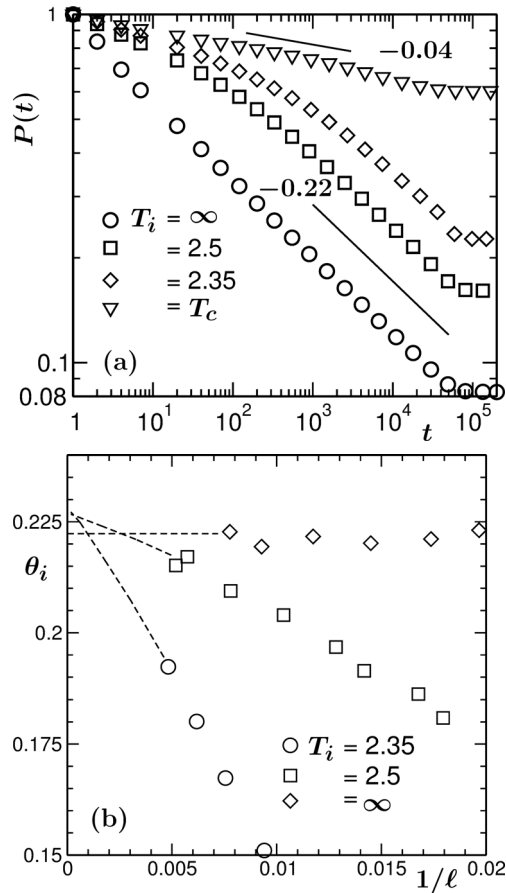 1
P(t)
−0.04
−0.22
T_i = ∞
= 2.5
= 2.35
= T_c
0.1
(a)
0.08
1 10^1 10^2 10^3 10^4 10^5
t
0.225
θ_i
0.2
0.175
T_i = 2.35
= 2.5
= ∞
(b)
0.15
0 0.005 0.01 0.015 0.02
1/ℓ